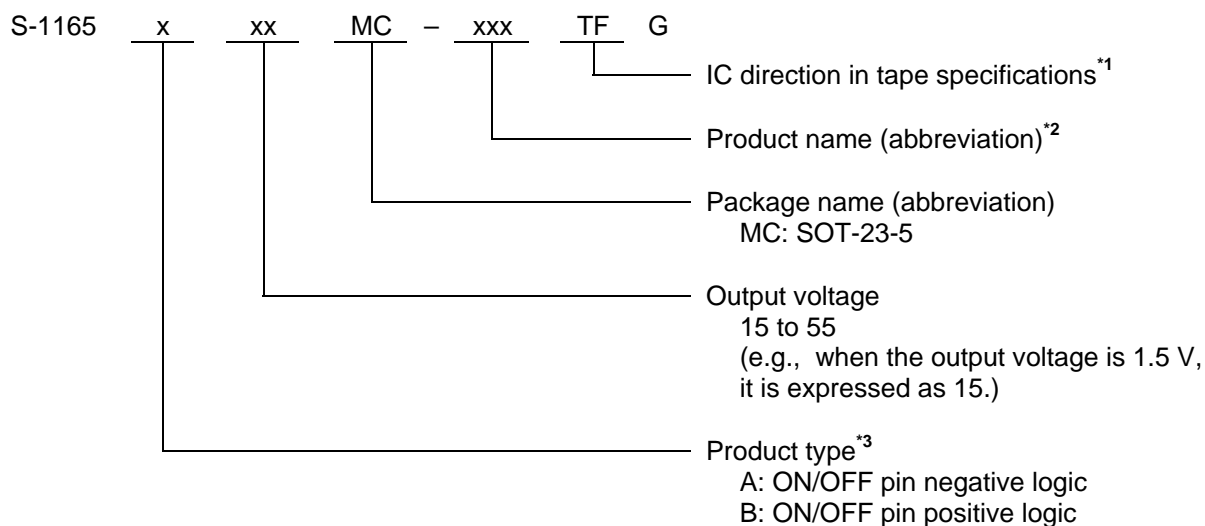 S-1165 x xx MC – xxx TF G
IC direction in tape specifications*1
Product name (abbreviation)*2
Package name (abbreviation)
MC: SOT-23-5
Output voltage
15 to 55
(e.g., when the output voltage is 1.5 V,
it is expressed as 15.)
Product type*3
A: ON/OFF pin negative logic
B: ON/OFF pin positive logic